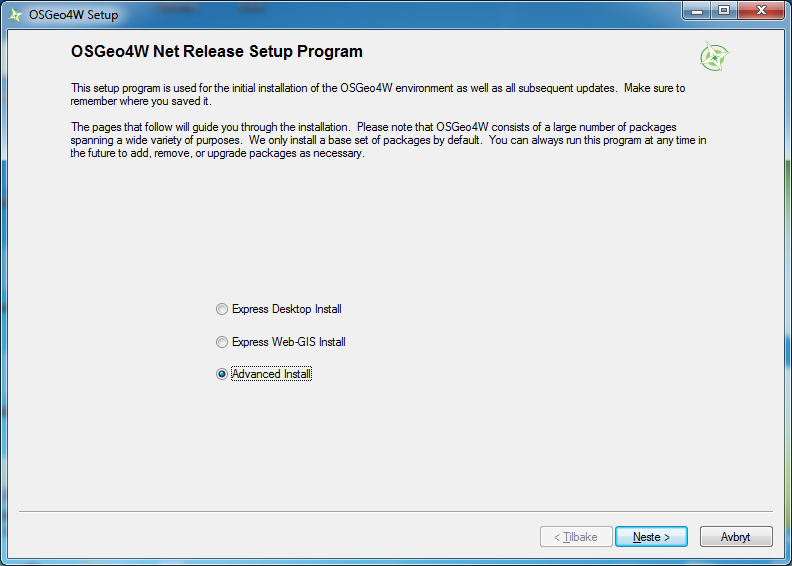 OSGeo4W Setup
OSGeo4W Net Release Setup Program
This setup program is used for the initial installation of the OSGeo4W environment as well as all subsequent updates. Make sure to
remember where you saved it.
The pages that follow will guide you through the installation. Please note that OSGeo4W consists of a large number of packages
spanning a wide variety of purposes. We only install a base set of packages by default. You can always run this program at any time in
the future to add, remove, or upgrade packages as necessary.
Express Desktop Install
Express Web-GIS Install
Advanced Install
< Tilbake
Neste >
Avbryt